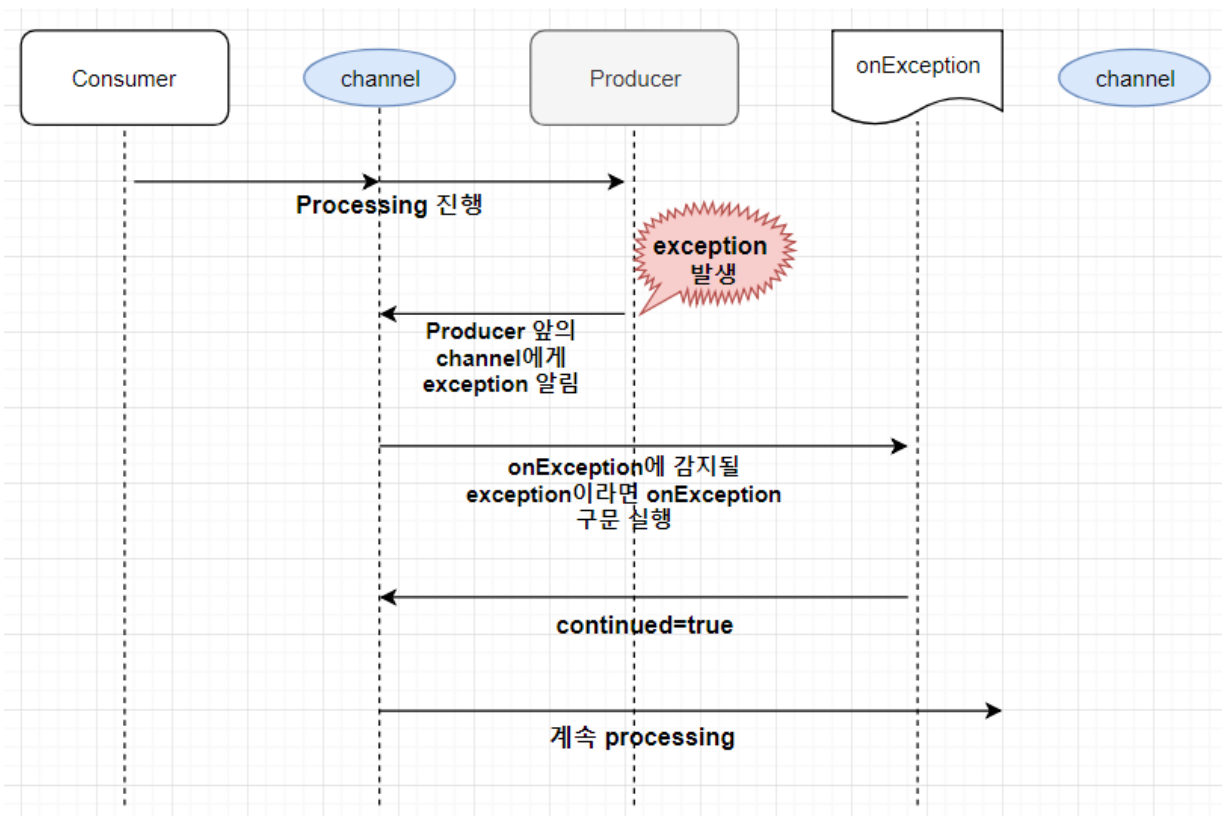 Consumer
channel
Producer
onException
channel
Processing 진행
exception
발생
Producer 앞의
channel에게
exception 알림
onException에 감지될
exception이라면 onException
구문 실행
continued=true
계속 processing